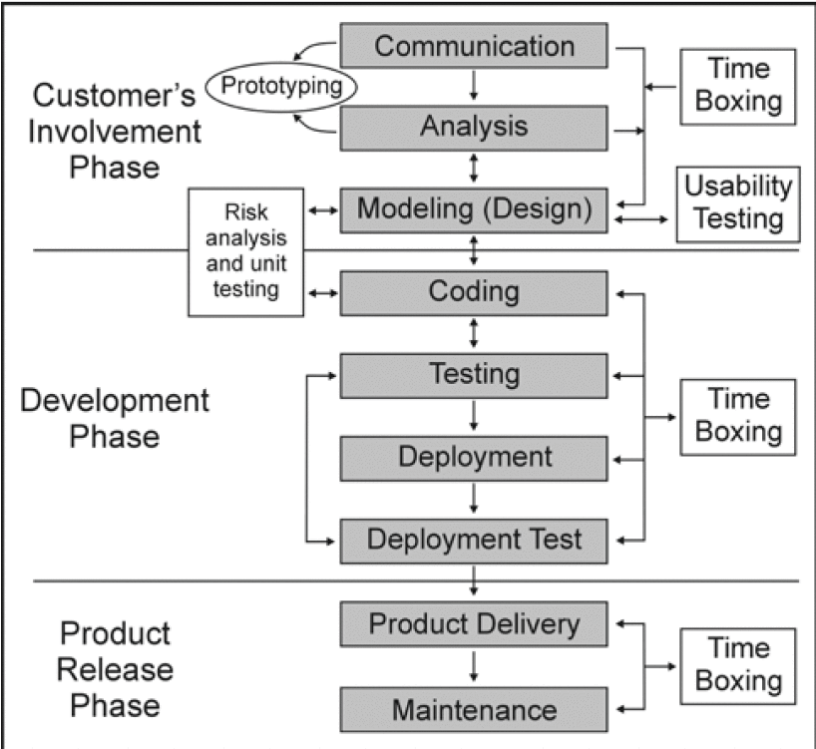 Communication
Prototyping
Time
Boxing
Customer's
Involvement
Phase
Analysis
Modeling (Design)
Usability
Testing
Risk
analysis
and unit
testing
Coding
Development
Phase
Testing
Time
Boxing
Deployment
Deployment Test
Product
Release
Phase
Product Delivery
Time
Boxing
Maintenance